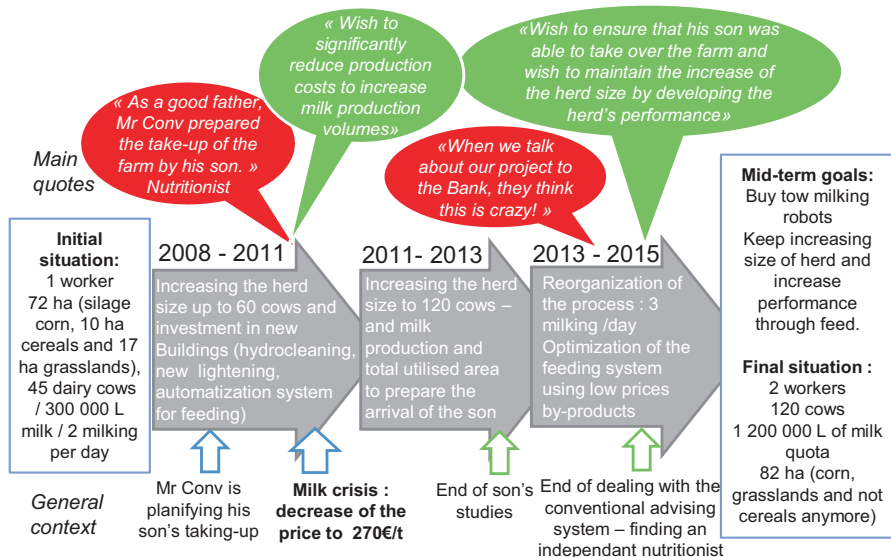 « Wish to
significantly
reduce production
costs to increase
milk production
volumes»
«Wish to ensure that his son was
able to take over the farm and
wish to maintain the increase of
the herd size by developing the
herd's performance»
« As a good father,
Mr Conv prepared
the take-up of the
farm by his son. »
Nutritionist
«When we talk
about our project to
the Bank, they think
this is crazy! »
Main
quotes
Initial
situation:
1 worker
72 ha (silage
corn, 10 ha
cereals and 17
ha grasslands),
45 dairy cows
/ 300 000 L
milk / 2 milking
per day
2008 - 2011
Increasing the herd
size up to 60 cows and
investment in new
Buildings (hydrocleaning,
new lightening,
automatization system
for feeding)
2011- 2013
Increasing the herd
size to 120 cows –
and milk
production and
total utilised area
to prepare the
arrival of the son
2013 - 2015
Reorganization of
the process : 3
milking /day
Optimization of the
feeding system
using low prices
by-products
Mid-term goals:
Buy tow milking
robots
Keep increasing
size of herd and
increase
performance
through feed.
Final situation :
2 workers
120 cows
1 200 000 L of milk
quota
82 ha (corn,
grasslands and not
cereals anymore)
General
context
Mr Conv is
planifying his
son's taking-up
Milk crisis :
decrease of the
price to 270€/t
End of son's
studies
End of dealing with the
conventional advising
system – finding an
independant nutritionist